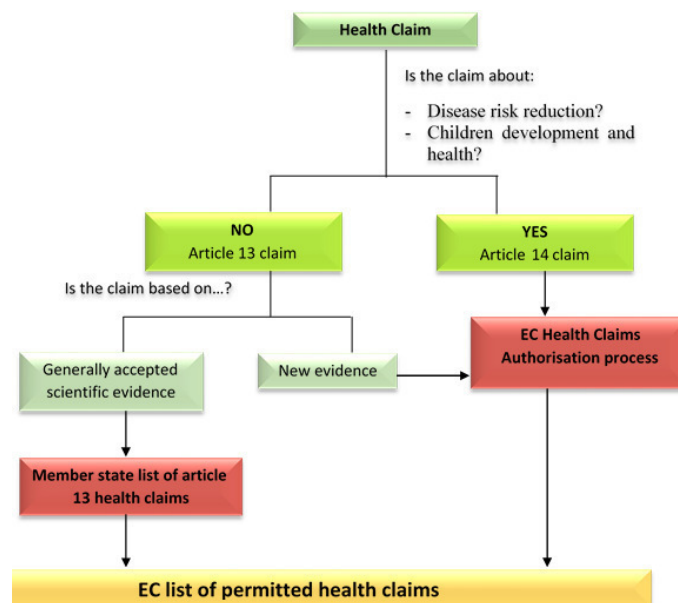 Health Claim
Is the claim about:
- Disease risk reduction?
- Children development and
health?
NO
Article 13 claim
YES
Article 14 claim
Is the claim based on...?
EC Health Claims
Authorisation process
Generally accepted
scientific evidence
New evidence
Member state list of article
13 health claims
EC list of permitted health claims